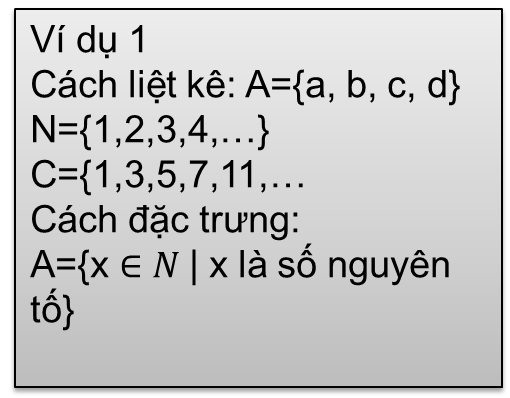 Ví dụ 1
Cách liệt kê: A={a, b, c, d}
N={1,2,3,4,…}
C={1,3,5,7,11,…
Cách đặc trưng:
A={x ∈ 𝑁 | x là số nguyên
tố}